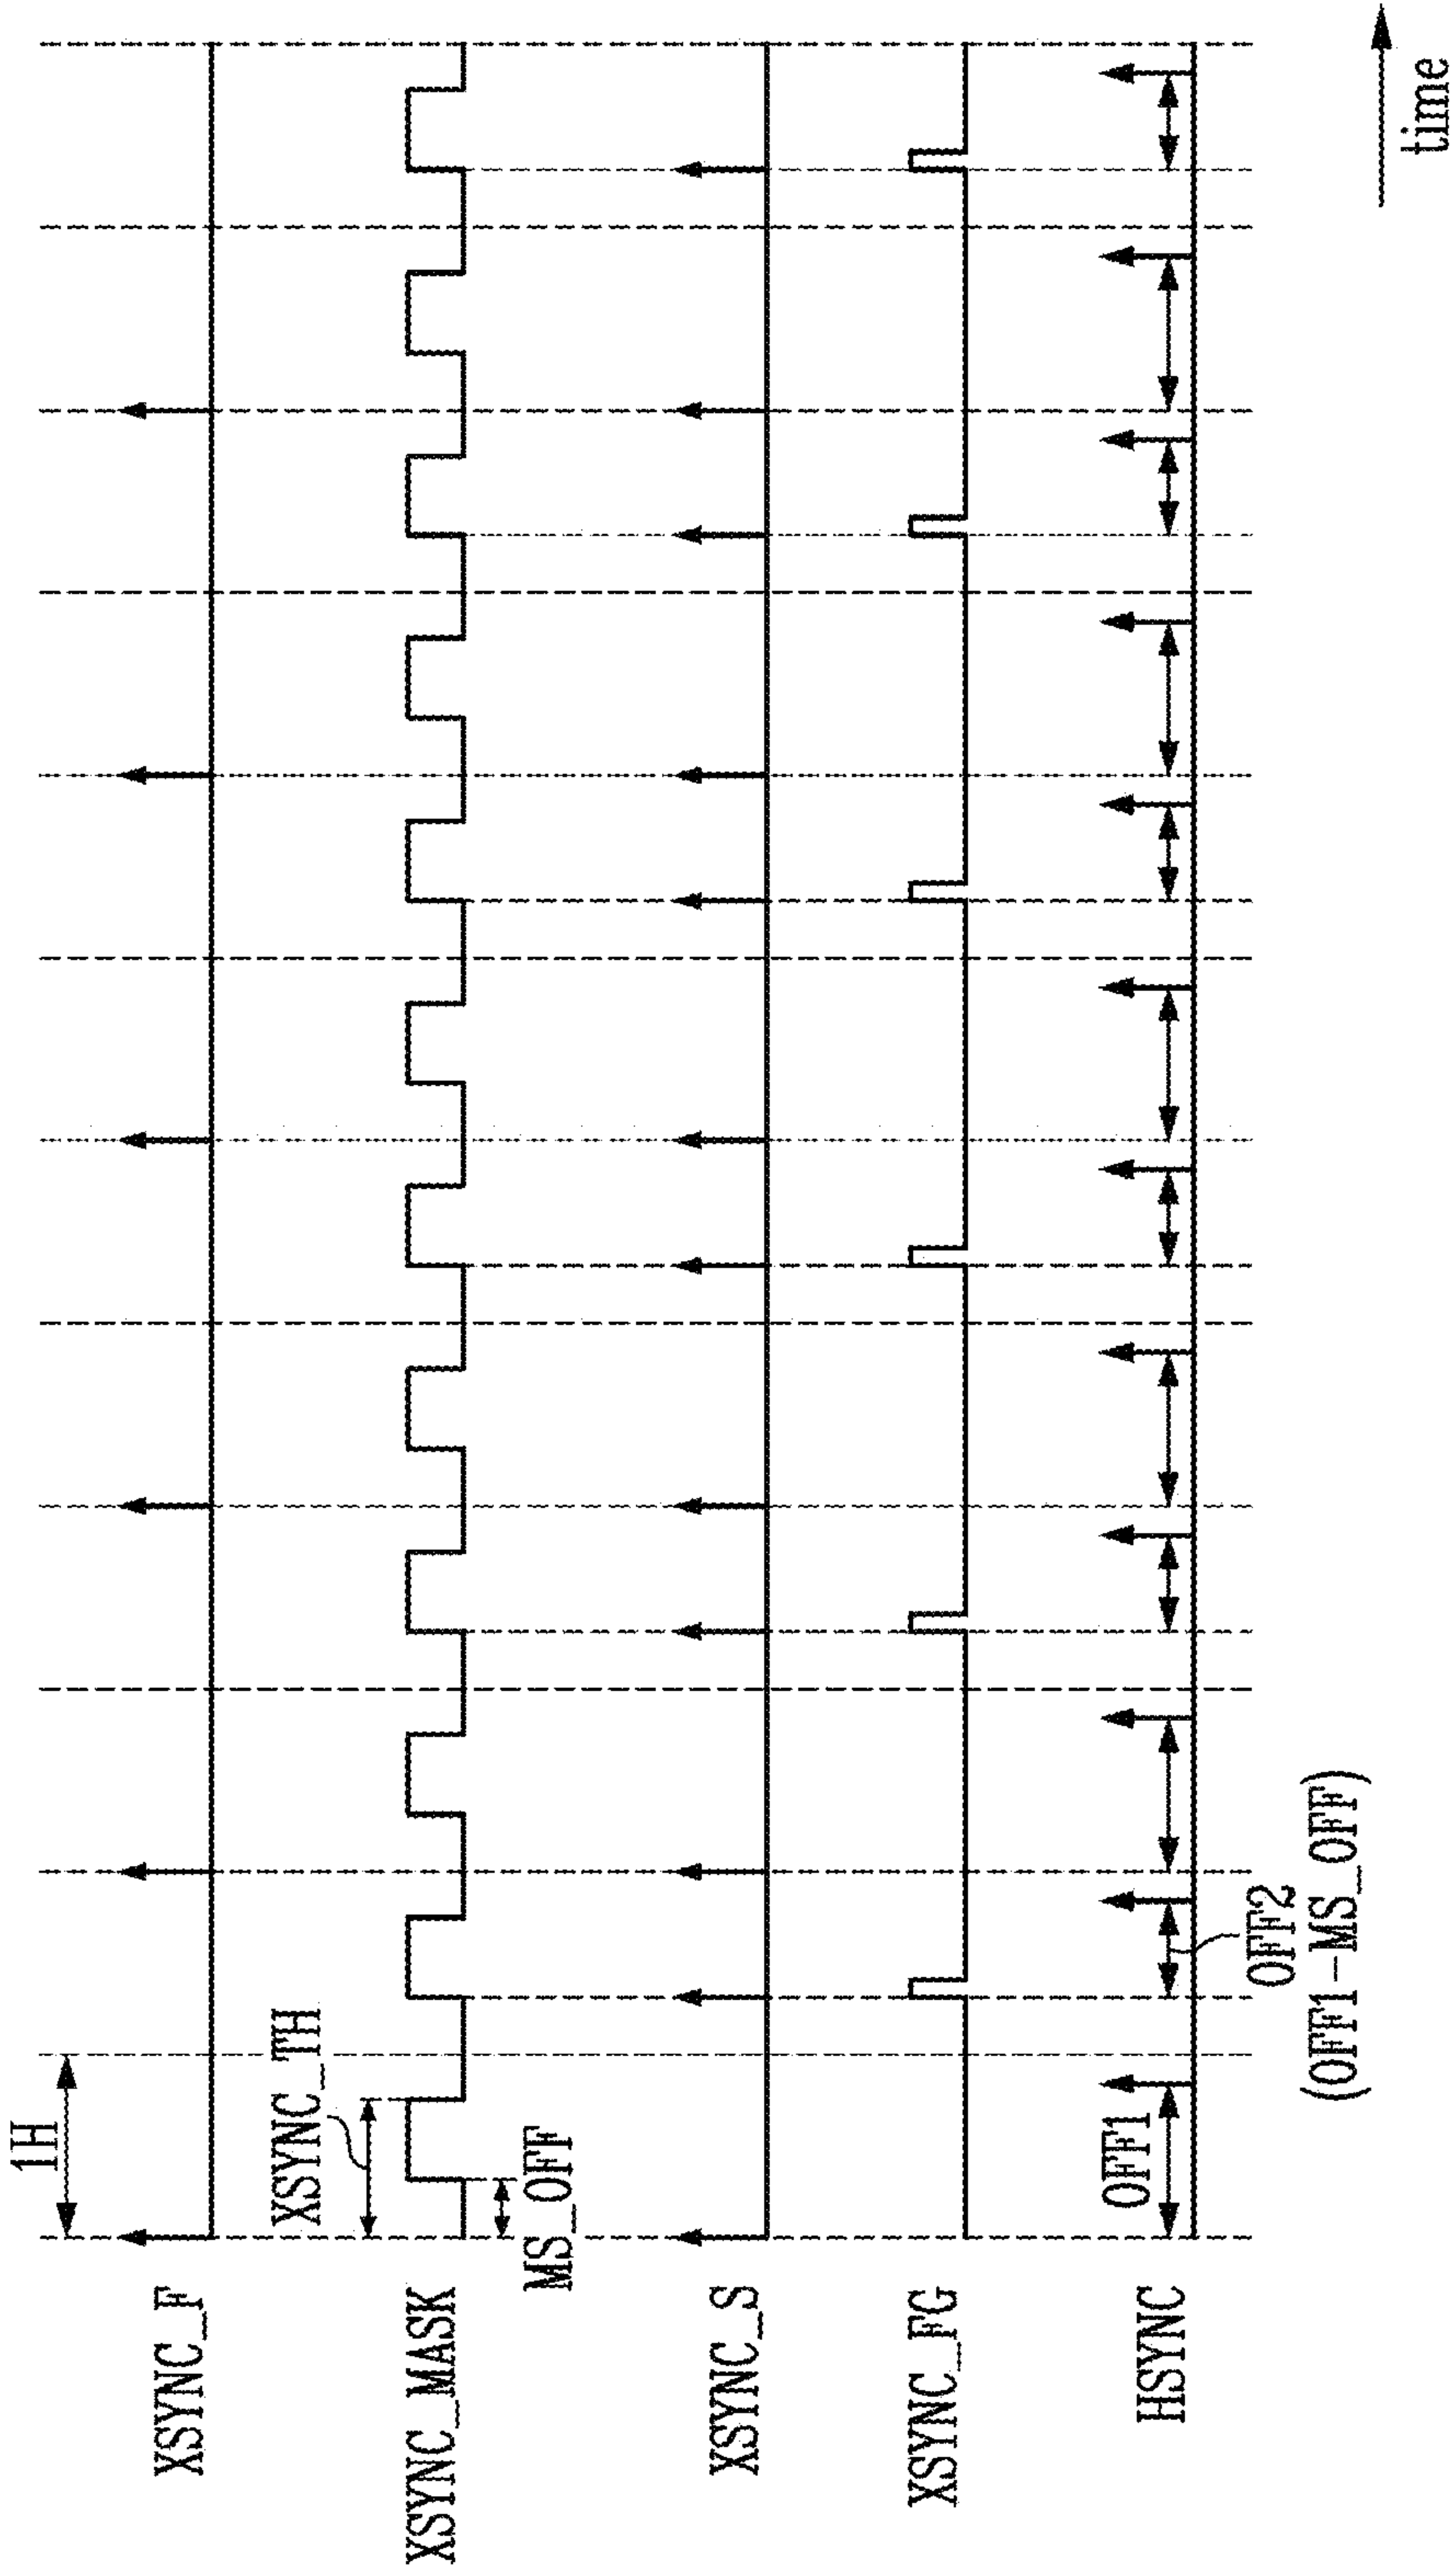 1H
XSYNC_F
XSYNC_TH
XSYNC_MASK
MS_OFF
XSYNC_S
XSYNC_FG
HSYNC
OFF1
OFF2
(OFF1-MS_OFF)
time